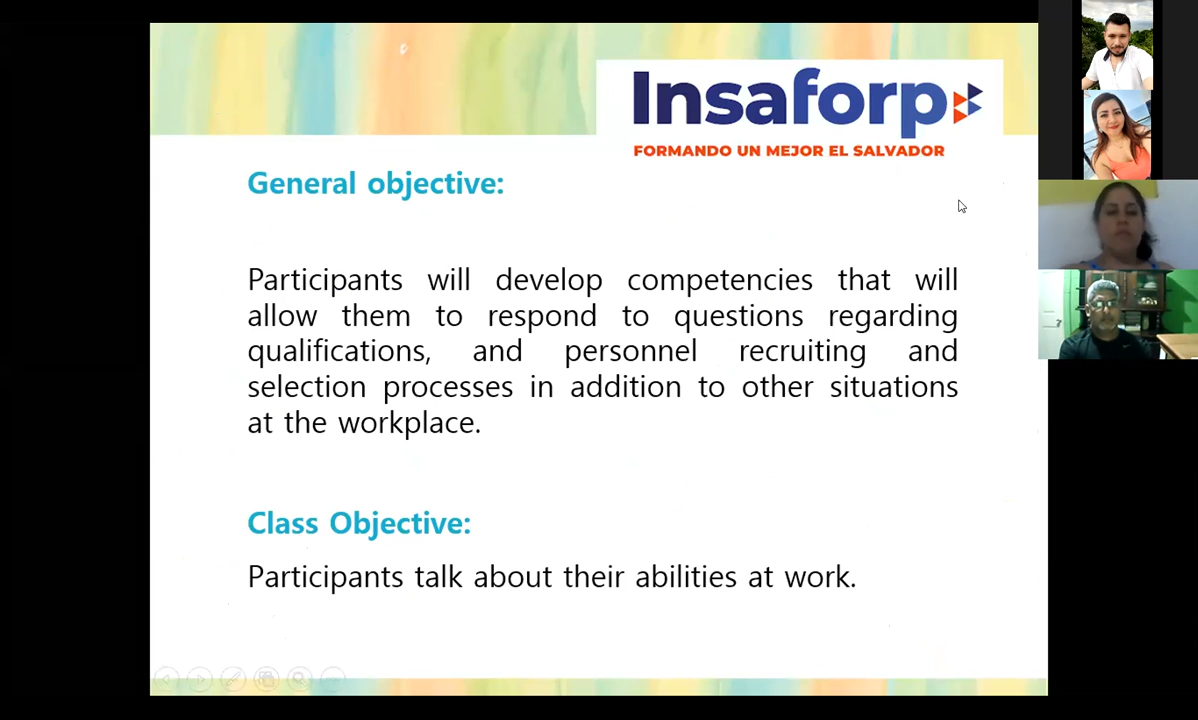 Insaforp
FORMANDO UN MEJOR EL SALVADOR
General objective:
Participants will develop competencies that will
allow them to respond to questions regarding
qualifications, and personnel recruiting and
selection processes in addition to other situations
at the workplace.
Class Objective:
Participants talk about their abilities at work.